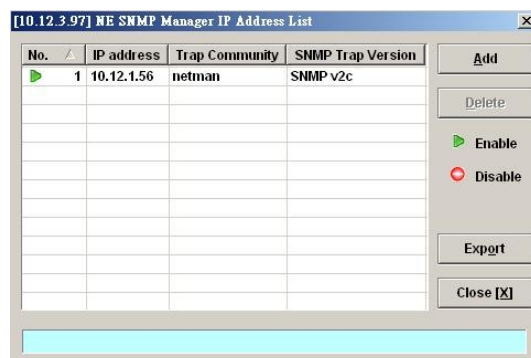 [10.12.3.97] NE SNMP Manager IP Address List
No. IP address Trap Community SNMP Trap Version
1 10.12.1.56 netman SNMP v2c
Add
Delete
Enable
Disable
Export
Close [X]